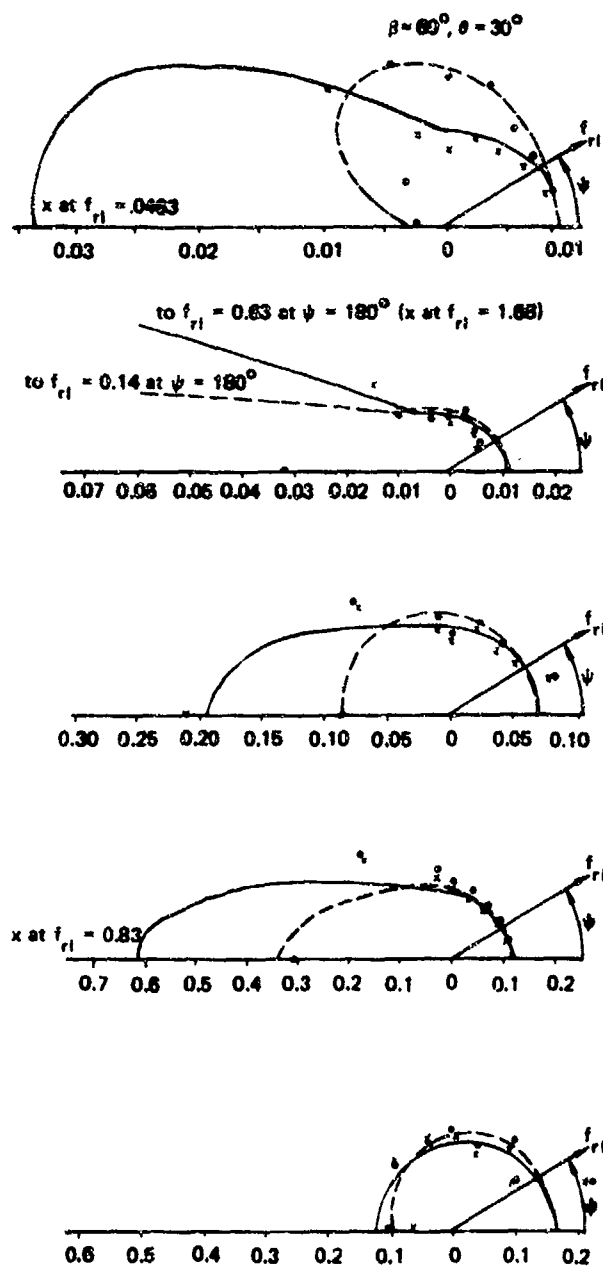 β ≈ 60°, θ = 30°
f_rl
ψ
x at f_rl = .0463
0.03 0.02 0.01 0 0.01
to f_rl = 0.63 at ψ = 180° (x at f_rl = 1.68)
to f_rl = 0.14 at ψ = 180°
f_rl
ψ
0.07 0.06 0.05 0.04 0.03 0.02 0.01 0 0.01 0.02
f_rl
ψ
0.30 0.25 0.20 0.15 0.10 0.05 0 0.05 0.10
f_rl
ψ
x at f_rl = 0.83
0.7 0.6 0.5 0.4 0.3 0.2 0.1 0 0.1 0.2
f_rl
ψ
0.6 0.5 0.4 0.3 0.2 0.1 0 0.1 0.2